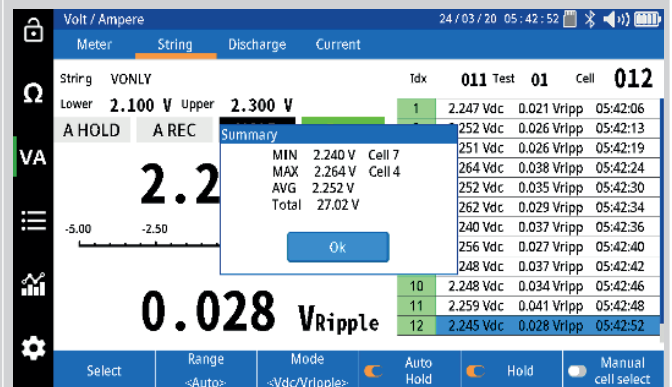 Volt / Ampere 24/03/20 05:42:52
Meter String Discharge Current
String VONLY Idx 011 Test 01 Cell 012
Lower 2.100 V Upper 2.300 V
A HOLD A REC
Ω
VA
Summary
MIN 2.240 V Cell 7
MAX 2.264 V Cell 4
AVG 2.252 V
Total 27.02 V
Ok
2.2
-5.00 -2.50
0.028 VRipple
1 2.247 Vdc 0.021 Vripp 05:42:06
252 Vdc 0.026 Vripp 05:42:13
251 Vdc 0.026 Vripp 05:42:19
264 Vdc 0.038 Vripp 05:42:24
252 Vdc 0.035 Vripp 05:42:30
262 Vdc 0.029 Vripp 05:42:34
240 Vdc 0.037 Vripp 05:42:36
256 Vdc 0.027 Vripp 05:42:40
248 Vdc 0.037 Vripp 05:42:42
10 2.248 Vdc 0.034 Vripp 05:42:46
11 2.259 Vdc 0.041 Vripp 05:42:48
12 2.245 Vdc 0.028 Vripp 05:42:52
Select
Range
<Auto>
Mode
<Vdc/Vripple>
Auto
Hold
Hold
Manual
cell select